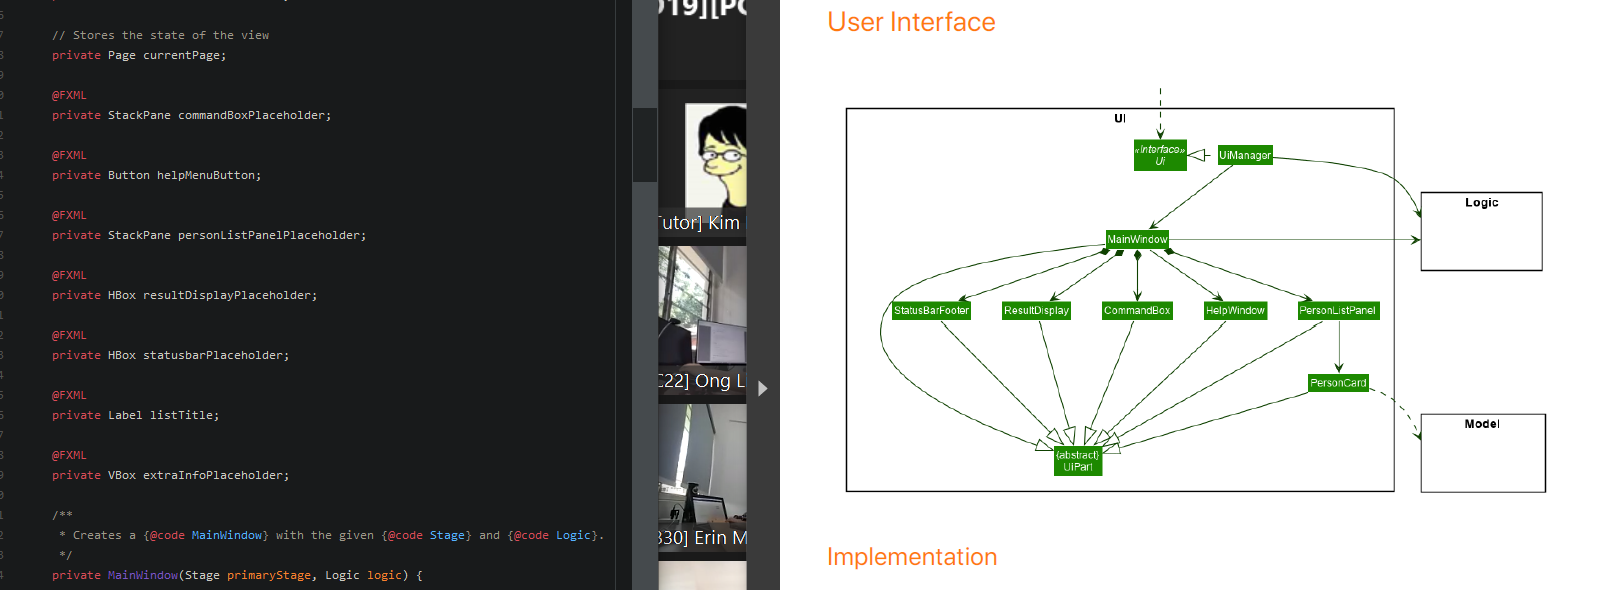 // Stores the state of the view
private Page currentPage;
@FXML
private StackPane commandBoxPlaceholder;
@FXML
private Button helpMenuButton;
@FXML
private StackPane personListPanelPlaceholder;
@FXML
private HBox resultDisplayPlaceholder;
@FXML
private HBox statusbarPlaceholder;
@FXML
private Label listTitle;
@FXML
private VBox extraInfoPlaceholder;
/**
* Creates a {@code MainWindow} with the given {@code Stage} and {@code Logic}.
*/
private MainWindow(Stage primaryStage, Logic logic) {
19][P
utor] Kim
C22] Ong L
B30] Erin M
User Interface
UI
«Interface»
Ui
UiManager
Logic
MainWindow
StatusBarFooter
ResultDisplay
CommandBox
HelpWindow
PersonListPanel
PersonCard
Model
{abstract}
UiPart
Implementation